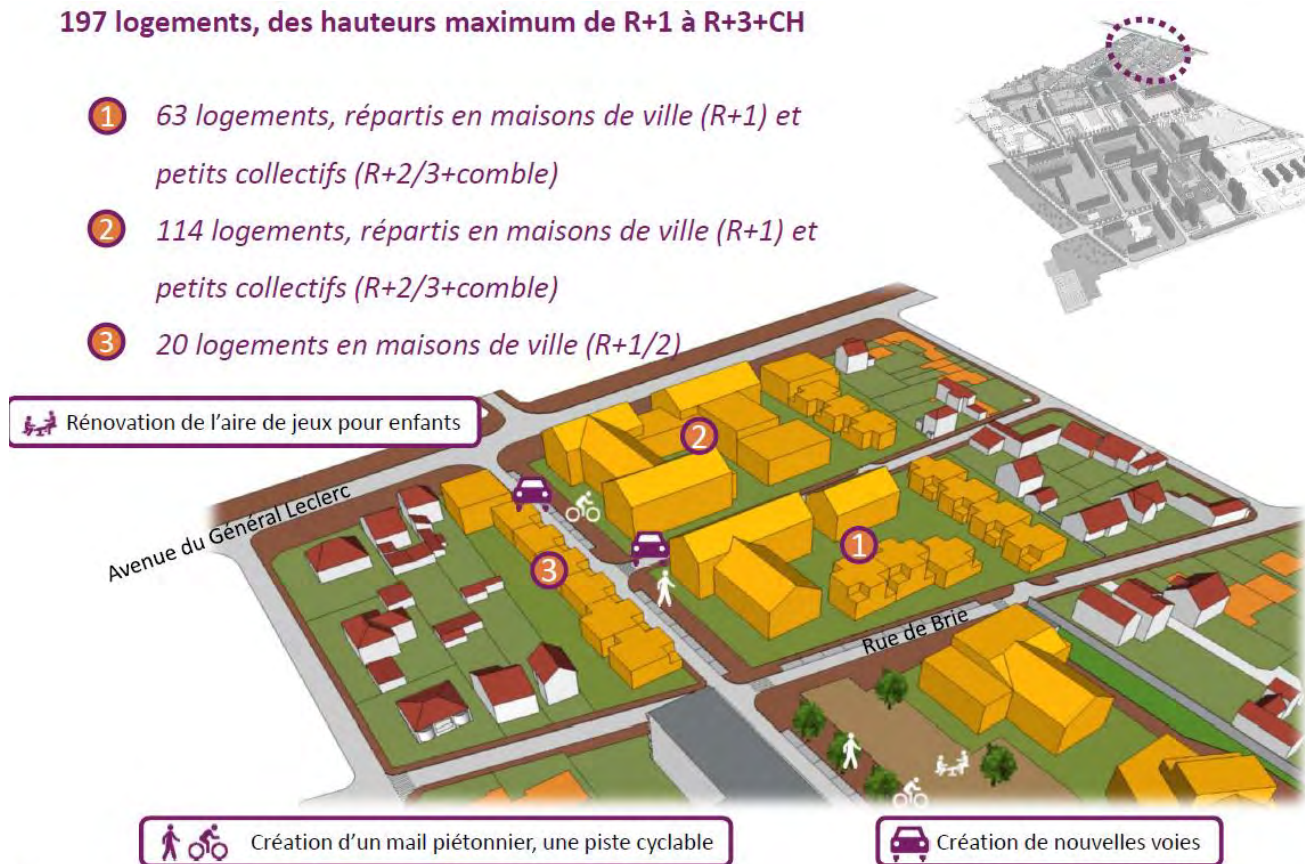 197 logements, des hauteurs maximum de R+1 à R+3+CH
1 63 logements, répartis en maisons de ville (R+1) et
petits collectifs (R+2/3+comble)
2 114 logements, répartis en maisons de ville (R+1) et
petits collectifs (R+2/3+comble)
3 20 logements en maisons de ville (R+1/2)
Rénovation de l'aire de jeux pour enfants
2
Avenue du Général Leclerc
1
3
Rue de Brie
Création d'un mail piétonnier, une piste cyclable
Création de nouvelles voies